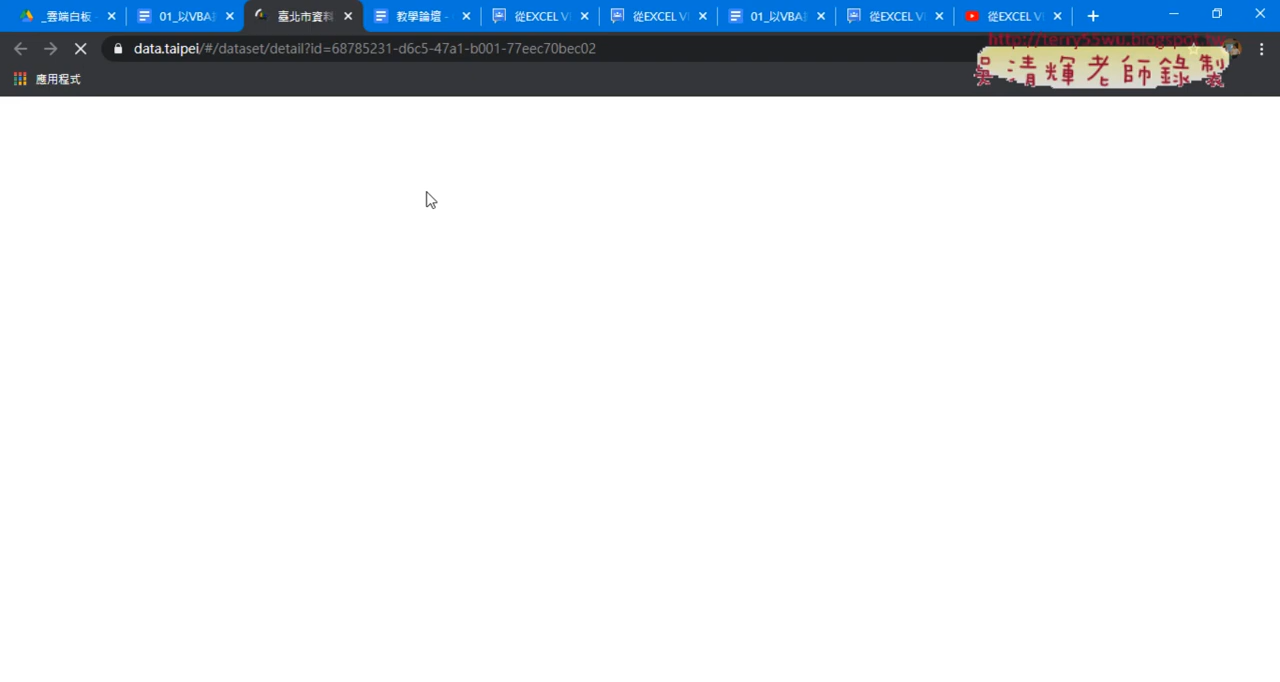 _雲端白板
01_以VBA
臺北市資料
教學論壇 -
從EXCEL V
從EXCEL V
01_以VBA
從EXCEL V
從EXCEL V
data.taipei/#/dataset/detail?id=68785231-d6c5-47a1-b001-77eec70bec02
http://terry55wu.blogspot
吳清輝老師錄製
應用程式